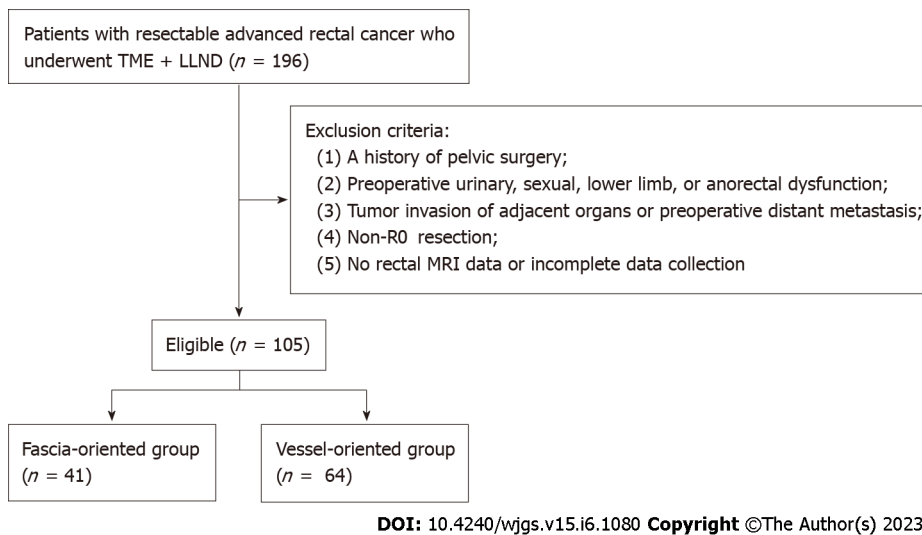 Patients with resectable advanced rectal cancer who
underwent TME + LLND (n = 196)
Exclusion criteria:
(1) A history of pelvic surgery;
(2) Preoperative urinary, sexual, lower limb, or anorectal dysfunction;
(3) Tumor invasion of adjacent organs or preoperative distant metastasis;
(4) Non-R0 resection;
(5) No rectal MRI data or incomplete data collection
Eligible (n = 105)
Fascia-oriented group
(n = 41)
Vessel-oriented group
(n = 64)
DOI: 10.4240/wjgs.v15.i6.1080 Copyright ©The Author(s) 2023.